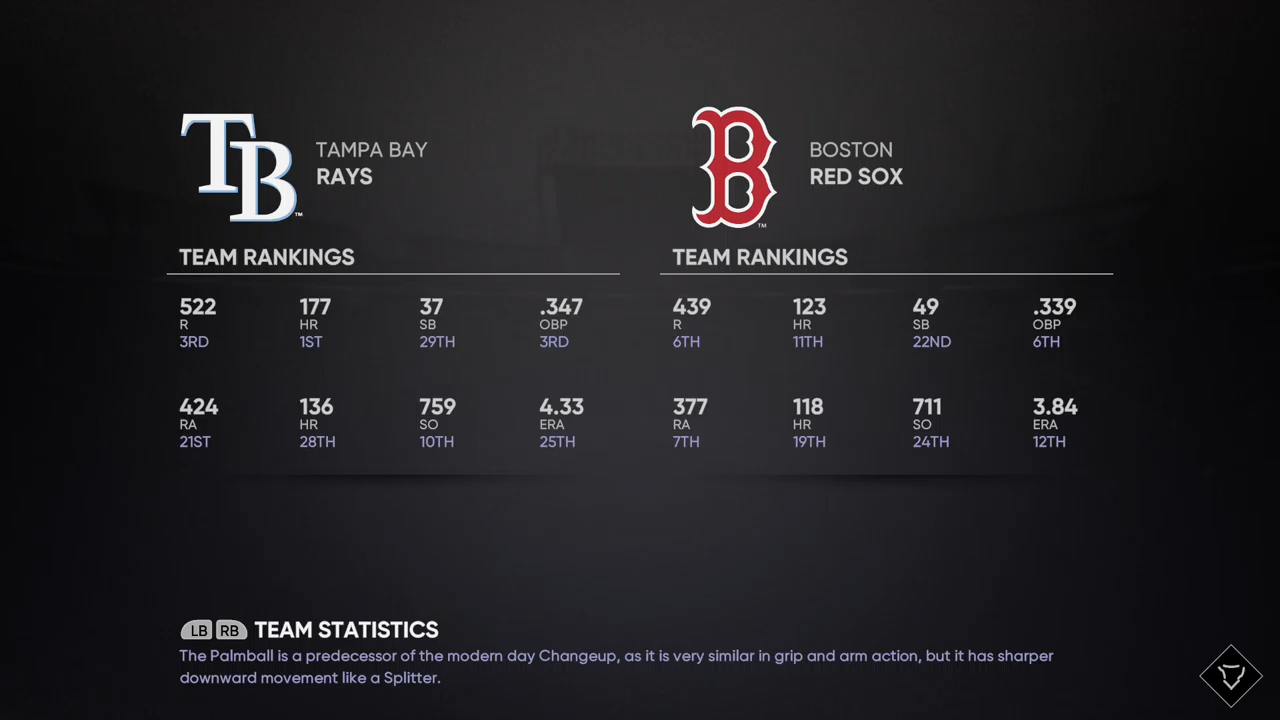 TB
TAMPA BAY
RAYS
B
BOSTON
RED SOX
TEAM RANKINGS
TEAM RANKINGS
522 177 37 .347
R HR SB OBP
3RD 1ST 29TH 3RD
439 123 49 .339
R HR SB OBP
6TH 11TH 22ND 6TH
424 136 759 4.33
RA HR SO ERA
21ST 28TH 10TH 25TH
377 118 711 3.84
RA HR SO ERA
7TH 19TH 24TH 12TH
LB RB TEAM STATISTICS
The Palmball is a predecessor of the modern day Changeup, as it is very similar in grip and arm action, but it has sharper
downward movement like a Splitter.